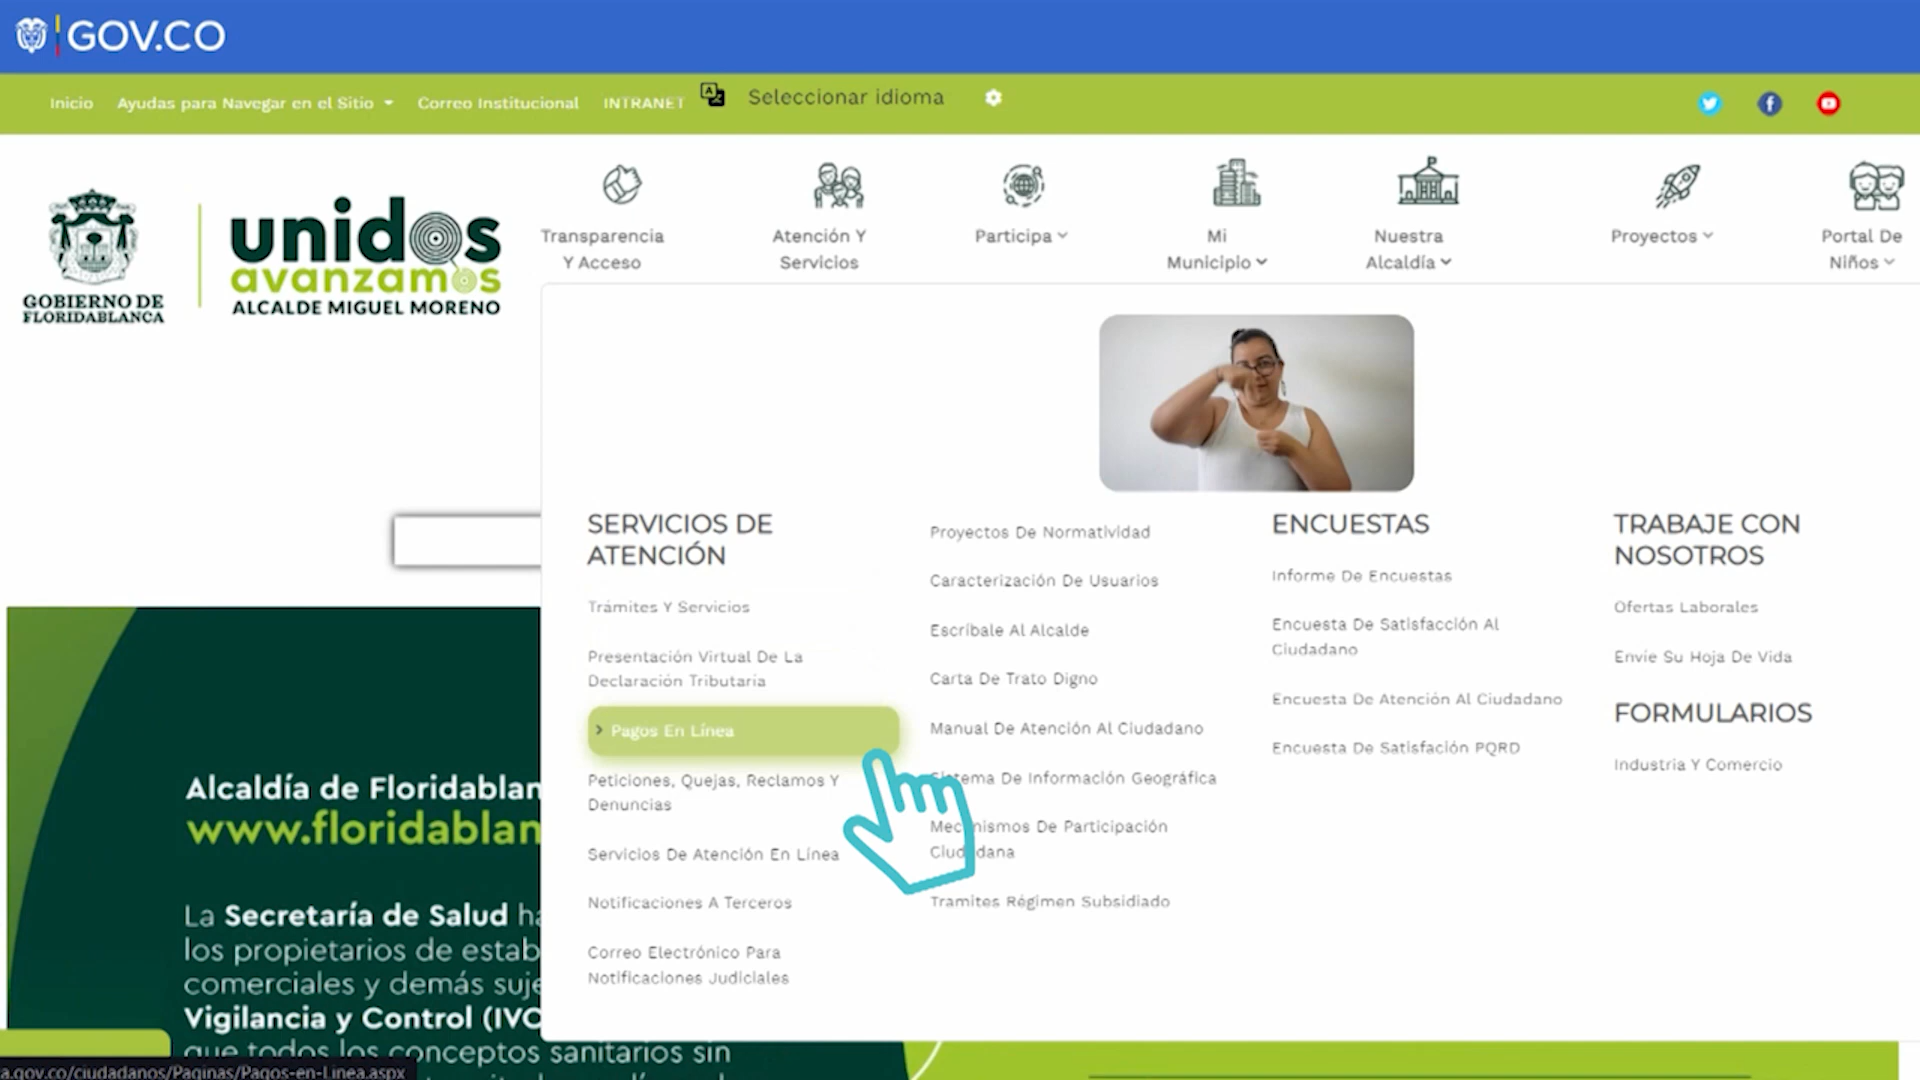 GOV.CO
Inicio
Ayudas para Navegar en el Sitio
Correo Institucional
INTRANET
Seleccionar idioma
GOBIERNO DE
FLORIDABLANCA
unidos
avanzamos
ALCALDE MIGUEL MORENO
Transparencia
Y Acceso
Atención Y
Servicios
Participa
Mi
Municipio
Nuestra
Alcaldía
Proyectos
Portal De
Niños
SERVICIOS DE
ATENCIÓN
Trámites Y Servicios
Presentación Virtual De La
Declaración Tributaria
Pagos En Línea
Peticiones, Quejas, Reclamos Y
Denuncias
Servicios De Atención En Línea
Notificaciones A Terceros
Correo Electrónico Para
Notificaciones Judiciales
Proyectos De Normatividad
Caracterización De Usuarios
Escríbale Al Alcalde
Carta De Trato Digno
Manual De Atención Al Ciudadano
Sistema De Información Geográfica
Mecanismos De Participación
Ciudadana
Tramites Régimen Subsidiado
ENCUESTAS
Informe De Encuestas
Encuesta De Satisfacción Al
Ciudadano
Encuesta De Atención Al Ciudadano
Encuesta De Satisfación PQRD
TRABAJE CON
NOSOTROS
Ofertas Laborales
Envíe Su Hoja De Vida
FORMULARIOS
Industria Y Comercio
Alcaldía de Floridablan
www.floridablan
La Secretaría de Salud ha
los propietarios de estab
comerciales y demás suje
Vigilancia y Control (IVC
que todos los conceptos sanitarios sin
a.gov.co/ciudadanos/Paginas/Pagos-en-Linea.aspx